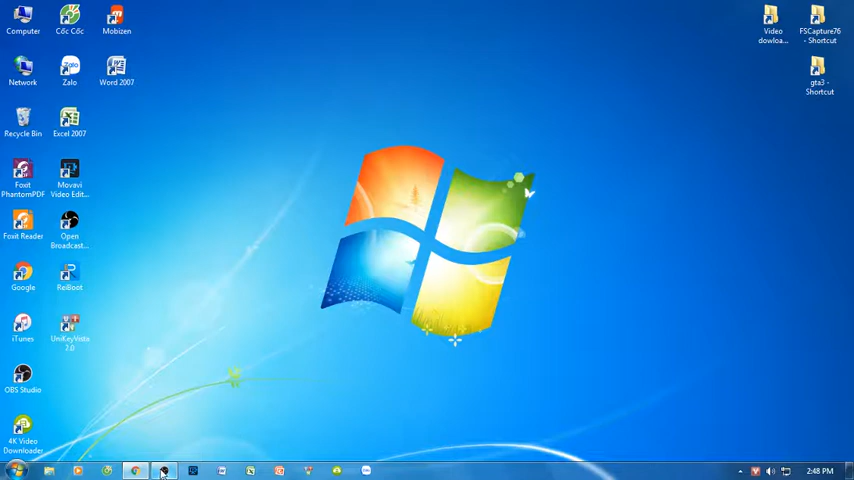 Computer
Cốc Cốc
Mobizen
Video
dowloa...
FSCapture76
- Shortcut
Network
Zalo
Word 2007
gta3 -
Shortcut
Recycle Bin
Excel 2007
Foxit
PhantomPDF
Movavi
Video Edit...
Foxit Reader
Open
Broadcast...
Google
ReiBoot
iTunes
UniKeyVista
2.0
OBS Studio
4K Video
Downloader
2:48 PM